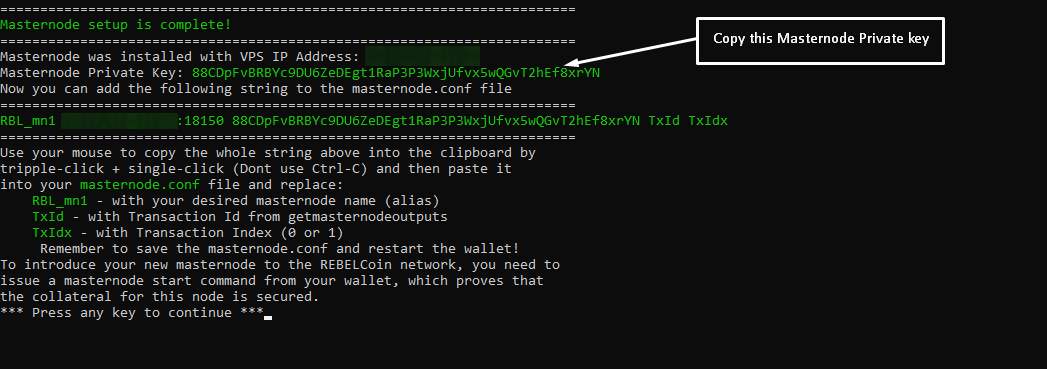 ===========================================================================
Masternode setup is complete!
===========================================================================
Masternode was installed with VPS IP Address:
Masternode Private Key: 88CDpFvBRBYc9DU6ZeDEgt1RaP3P3WxjUfvx5wQGvT2hEf8xrYN
Copy this Masternode Private key
Now you can add the following string to the masternode.conf file
===========================================================================
RBL_mn1 :18150 88CDpFvBRBYc9DU6ZeDEgt1RaP3P3WxjUfvx5wQGvT2hEf8xrYN TxId TxIdx
===========================================================================
Use your mouse to copy the whole string above into the clipboard by
tripple-click + single-click (Dont use Ctrl-C) and then paste it
into your masternode.conf file and replace:
RBL_mn1 - with your desired masternode name (alias)
TxId - with Transaction Id from getmasternodeoutputs
TxIdx - with Transaction Index (0 or 1)
Remember to save the masternode.conf and restart the wallet!
To introduce your new masternode to the REBELCoin network, you need to
issue a masternode start command from your wallet, which proves that
the collateral for this node is secured.
*** Press any key to continue ***